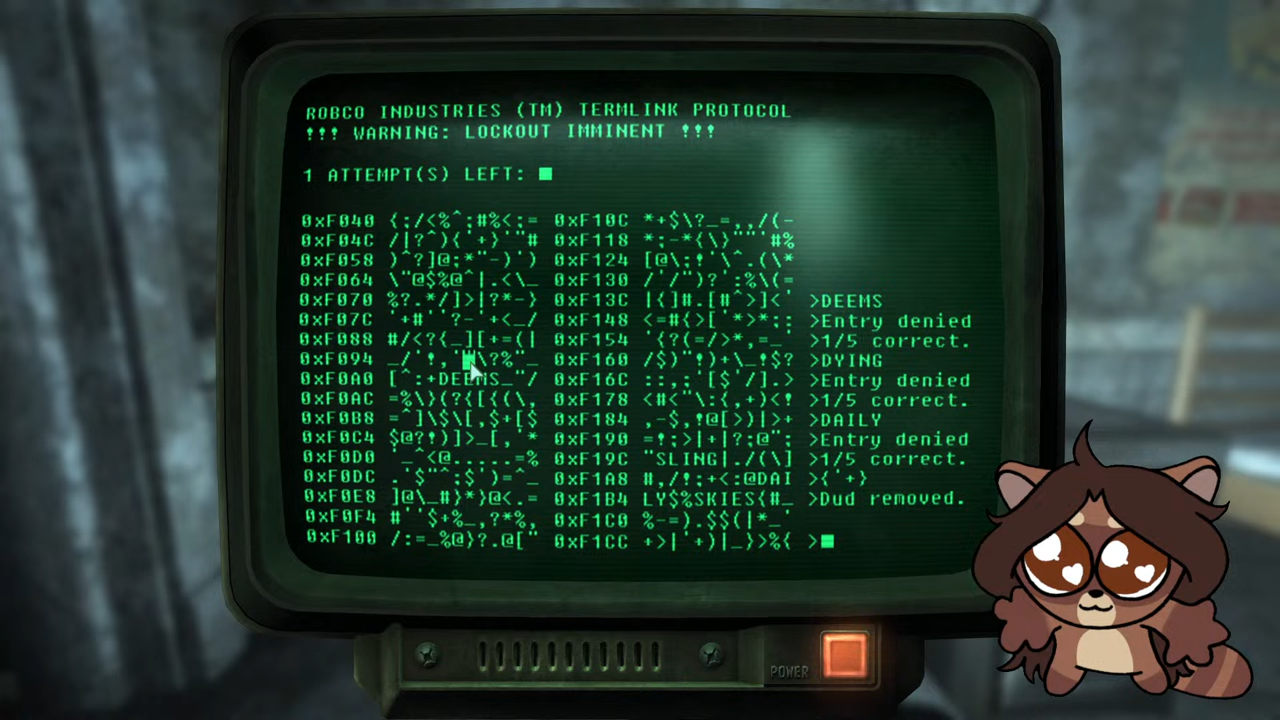 ROBCO INDUSTRIES (TM) TERMLINK PROTOCOL
!!! WARNING: LOCKOUT IMMINENT !!!
1 ATTEMPT(S) LEFT:
0xF040 {;/<%^;#%<;= 0xF10C *+$\?_=,,/(-
0xF04C /|?^){'+}'"# 0xF118 *;-*{\}"'"#%
0xF058 )^?]@;*"-)') 0xF124 [@\;!'\^.(\*
0xF064 \"@$%@^|.<\_ 0xF130 /'/")?':%\(=
0xF070 %?.*/]>|?*-} 0xF13C |{]#.[#^>]<' >DEEMS
0xF07C '+#''?-'+<_/ 0xF148 <=#{>['*>*;; >Entry denied
0xF088 #/<?{_][+=(| 0xF154 '{?(=/>*,=_' >1/5 correct.
0xF094 _/'!,'"\?%"_ 0xF160 /$)"!)+\_!$? >DYING
0xF0A0 [^:+DEEMS_"/ 0xF16C ::,;'[$'/].> >Entry denied
0xF0AC =%\}(?{[{(\, 0xF178 <#<"\:{,+)<! >1/5 correct.
0xF0B8 =^]\$\[,$+[$ 0xF184 ,-$,!@[>)|>+ >DAILY
0xF0C4 $@?!)]>_[,'* 0xF190 =!;>|+|?;@"; >Entry denied
0xF0D0 '_^<@..;..=% 0xF19C "SLING|./(\] >1/5 correct.
0xF0DC .'$"^:$')=^_ 0xF1A8 #,/!;+<:@DAI >{'+}
0xF0E8 ]@\_#}*}@<.= 0xF1B4 LY$%SKIES{#_ >Dud removed.
0xF0F4 #''$+%_,?*%, 0xF1C0 %-=).$$(|*_'
0xF100 /:=_%@}?.@[" 0xF1CC +>|'+)|_}>%{ >
POWER